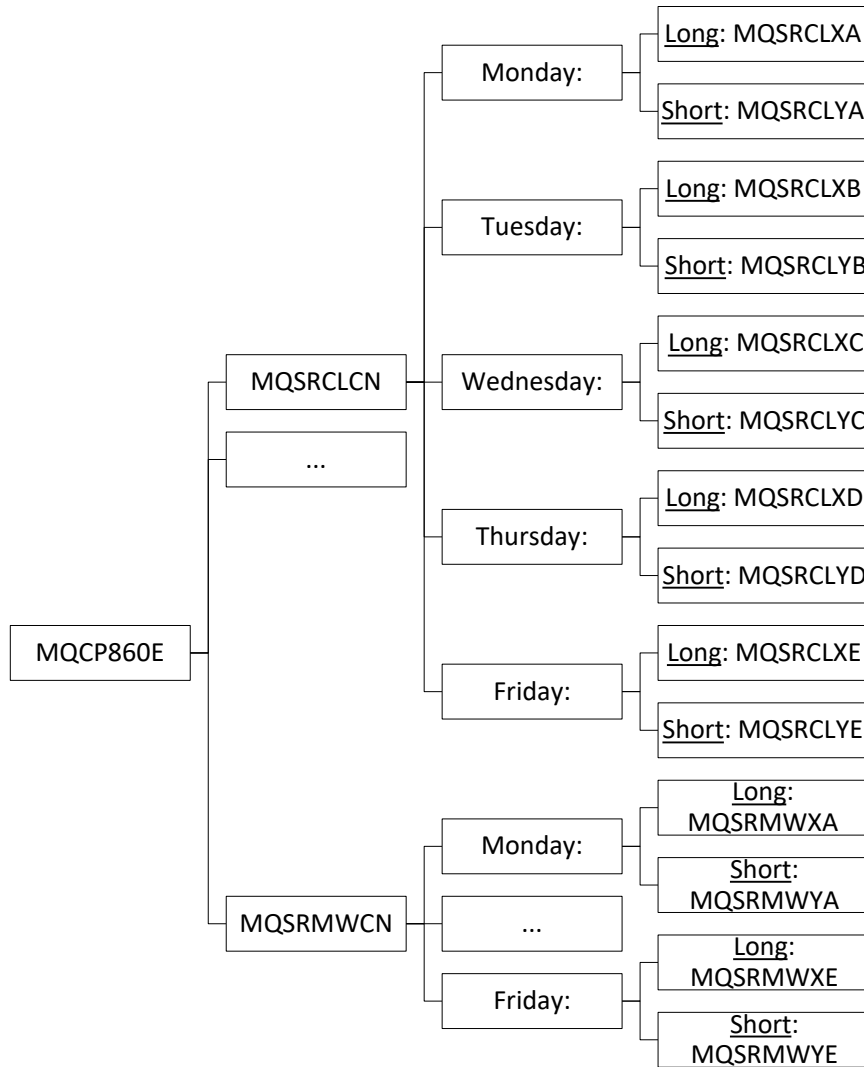 Long: MQSRCLXA
Monday:
Short: MQSRCLYA
Long: MQSRCLXB
Tuesday:
Short: MQSRCLYB
Long: MQSRCLXC
MQSRCLCN
Wednesday:
Short: MQSRCLYC
...
Long: MQSRCLXD
Thursday:
Short: MQSRCLYD
MQCP860E
Long: MQSRCLXE
Friday:
Short: MQSRCLYE
Long:
MQSRMWXA
Monday:
Short:
MQSRMWYA
MQSRMWCN
...
Long:
MQSRMWXE
Friday:
Short:
MQSRMWYE